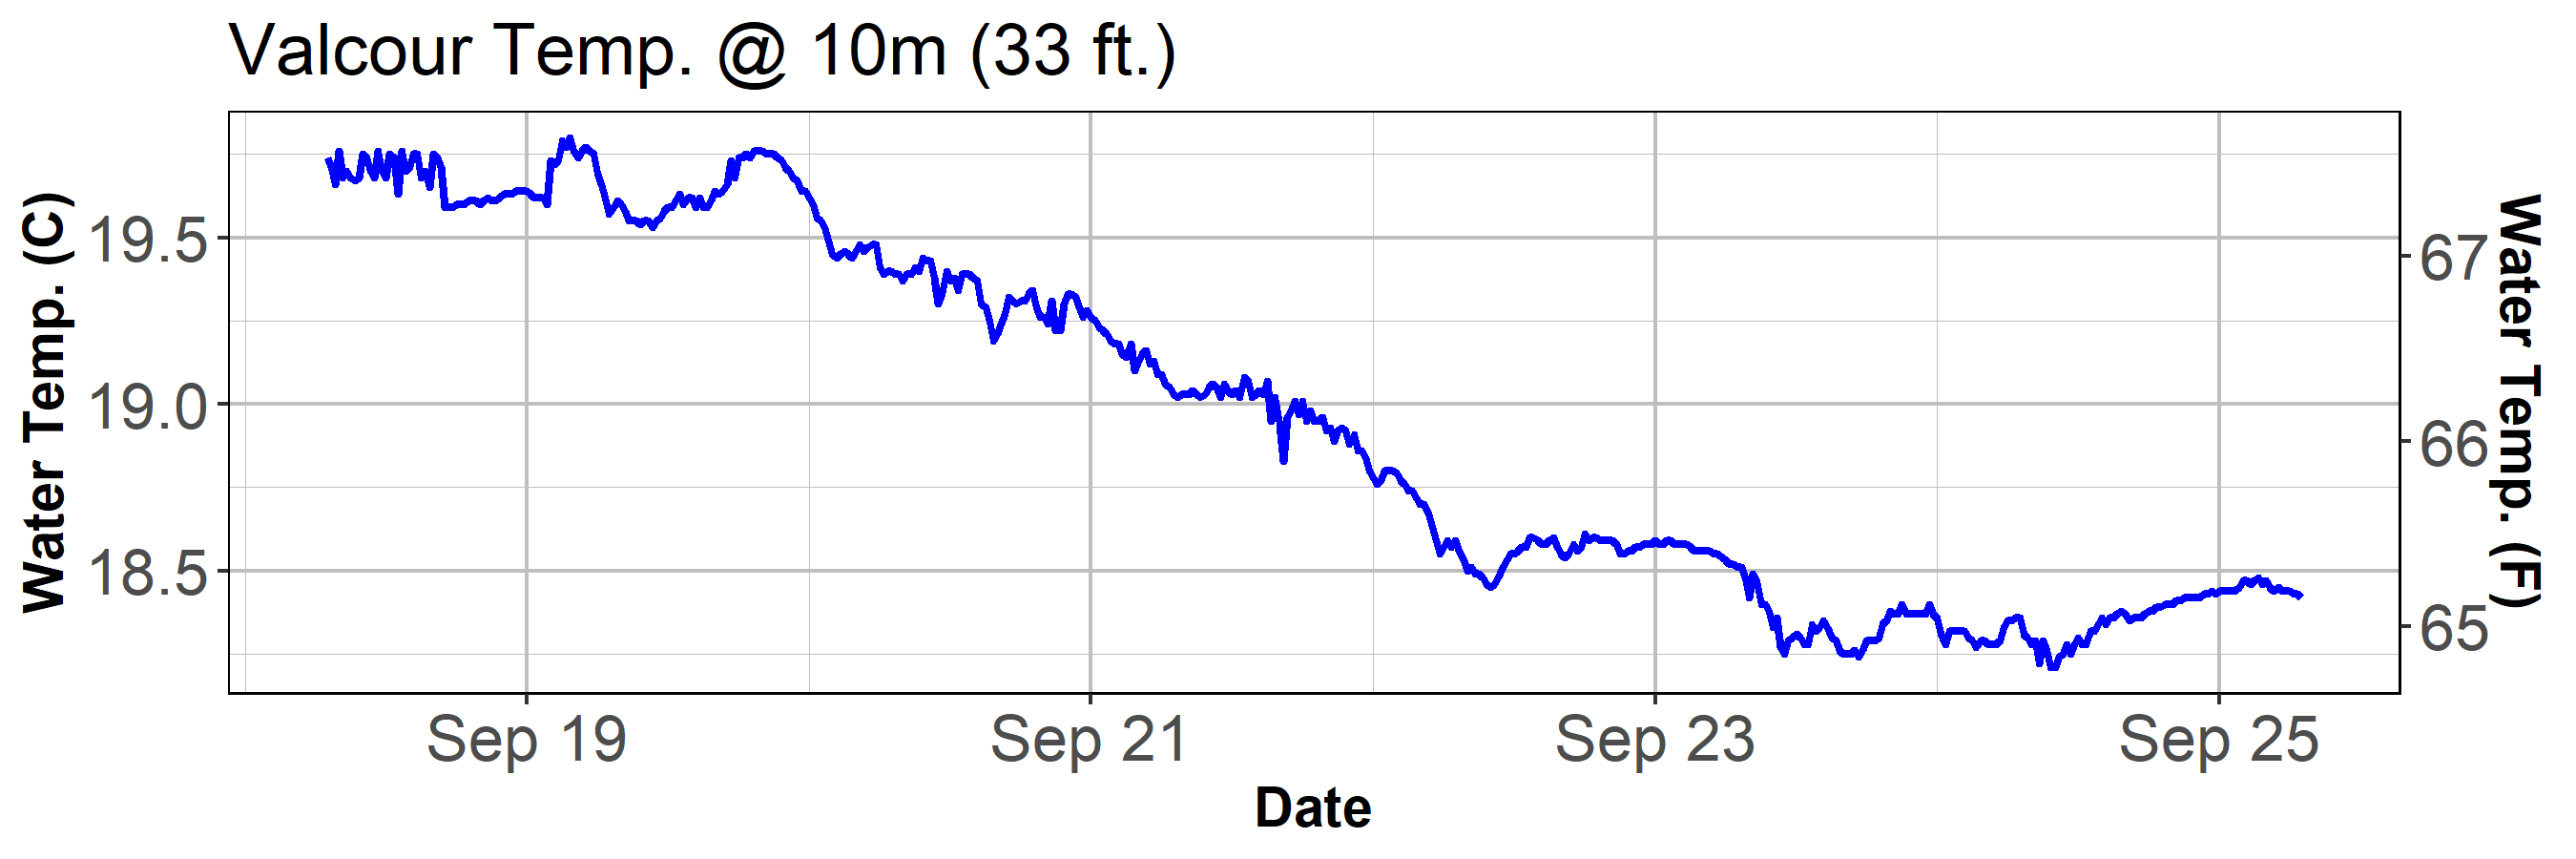 Valcour Temp. @ 10m (33 ft.)
Water Temp. (C)
19.5
19.0
18.5
67
66
65
Water Temp. (F)
Sep 19
Sep 21
Sep 23
Sep 25
Date